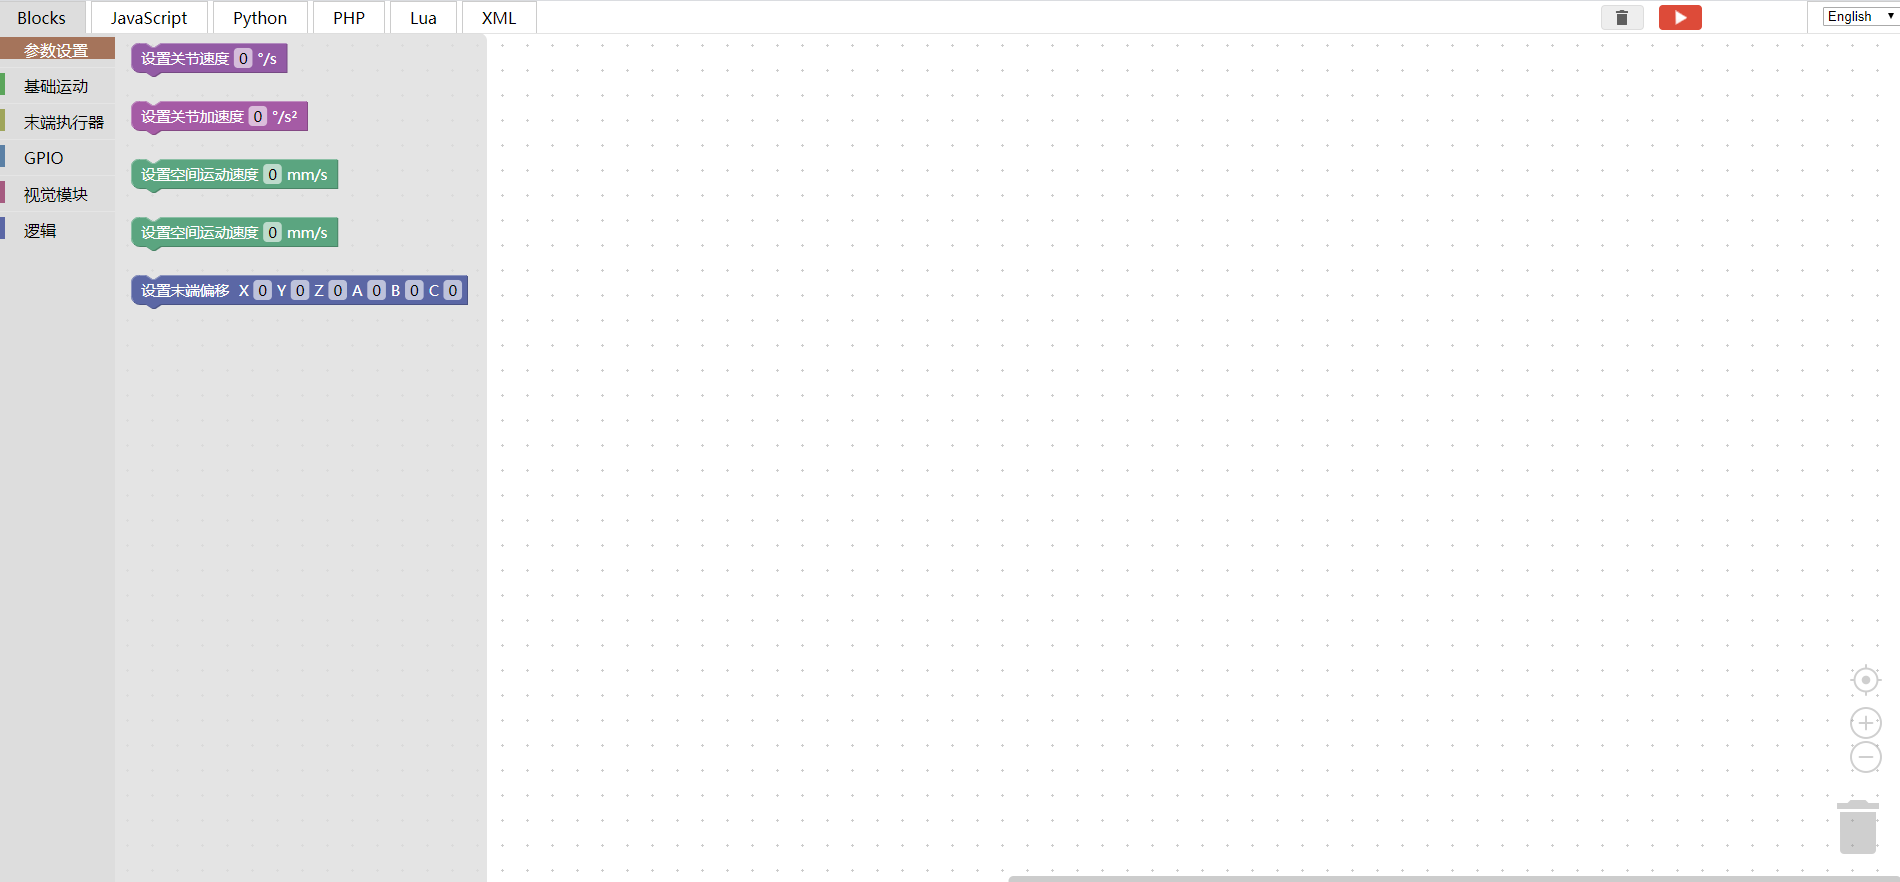 Blocks JavaScript Python PHP Lua XML English
参数设置
基础运动
末端执行器
GPIO
视觉模块
逻辑
设置关节速度 0 °/s
设置关节加速度 0 °/s²
设置空间运动速度 0 mm/s
设置空间运动速度 0 mm/s
设置末端偏移 X 0 Y 0 Z 0 A 0 B 0 C 0